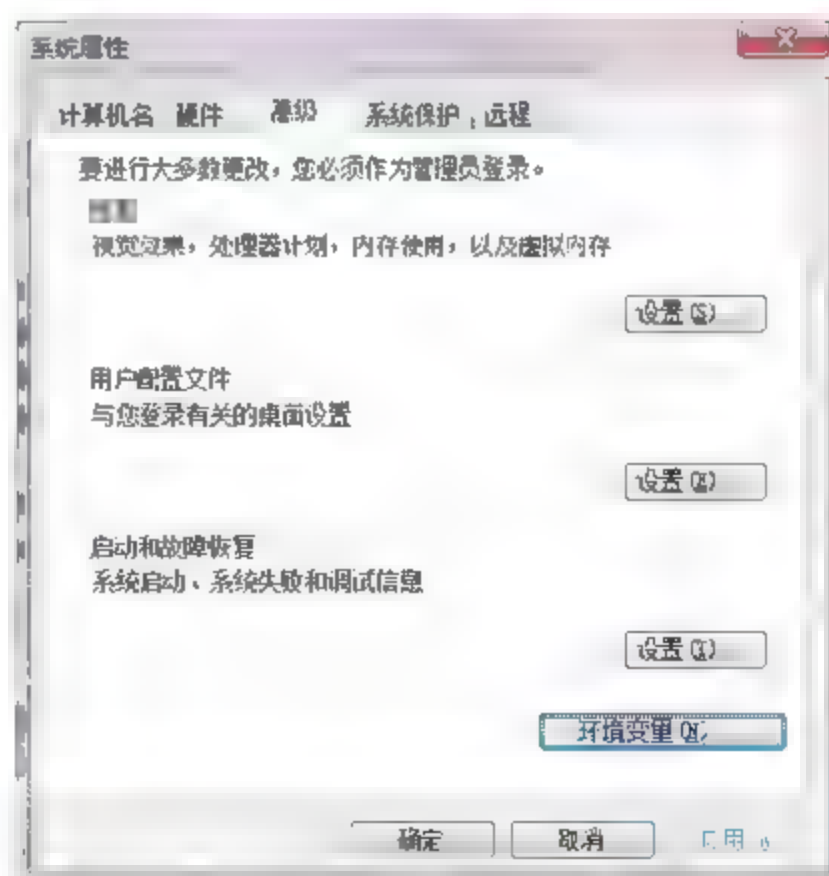 系统属性
计算机名 硬件 高级 系统保护 远程
要进行大多数更改，您必须作为管理员登录。
性能
视觉效果，处理器计划，内存使用，以及虚拟内存
设置(S)
用户配置文件
与您登录有关的桌面设置
设置
启动和故障恢复
系统启动、系统失败和调试信息
设置
环境变量(N)
确定 取消 应用